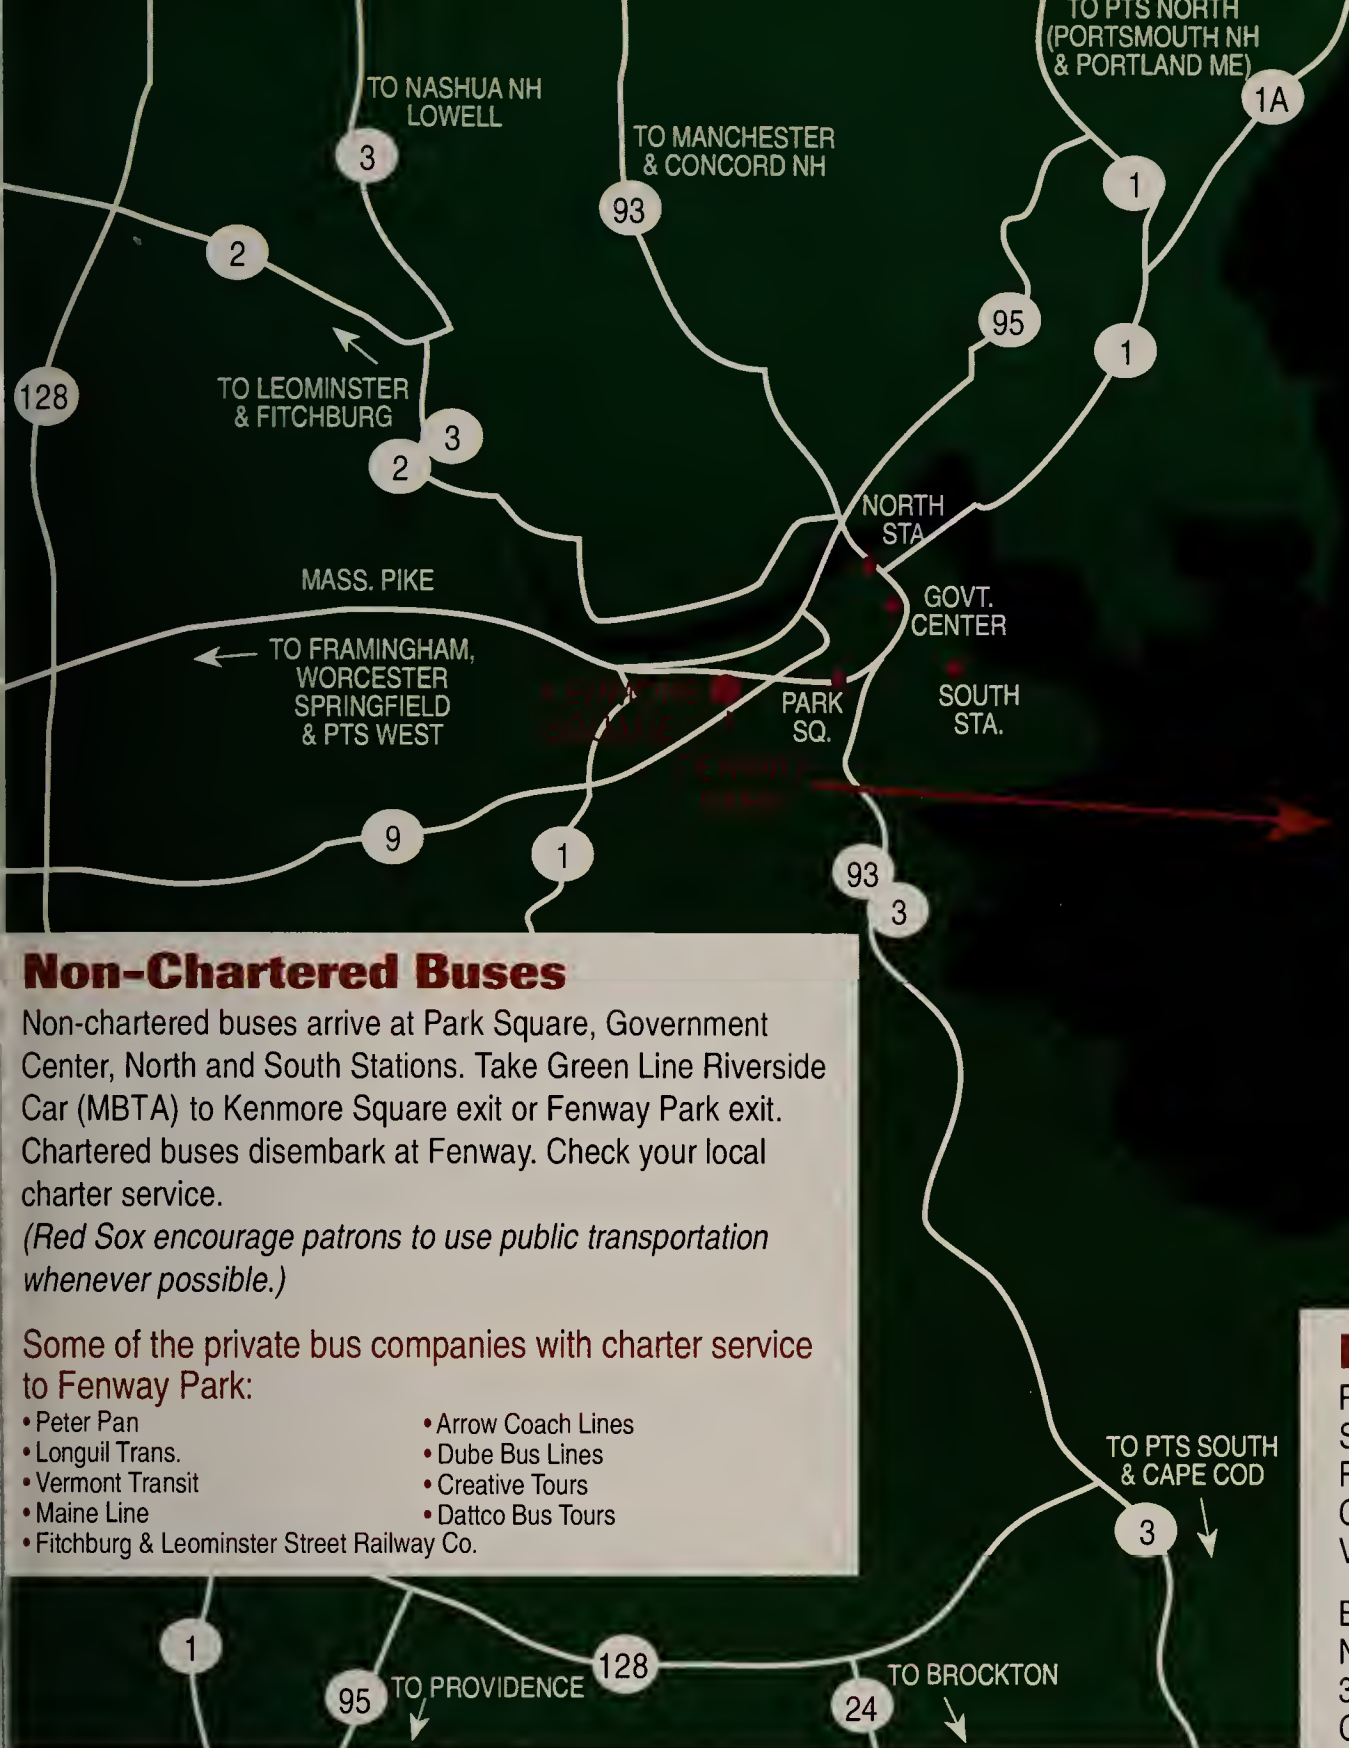 TO PTS NORTH
(PORTSMOUTH NH
& PORTLAND ME)
1A
TO NASHUA NH
LOWELL
3
TO MANCHESTER
& CONCORD NH
1
93
2
95
1
TO LEOMINSTER
& FITCHBURG
128
3
2
NORTH
STA.
MASS. PIKE
GOVT.
CENTER
TO FRAMINGHAM,
WORCESTER
SPRINGFIELD
& PTS WEST
KENMORE
SQUARE
PARK
SQ.
SOUTH
STA.
FENWAY
PARK
9
1
93
3
Non-Chartered Buses
Non-chartered buses arrive at Park Square, Government
Center, North and South Stations. Take Green Line Riverside
Car (MBTA) to Kenmore Square exit or Fenway Park exit.
Chartered buses disembark at Fenway. Check your local
charter service.
(Red Sox encourage patrons to use public transportation
whenever possible.)
Some of the private bus companies with charter service
to Fenway Park:
• Peter Pan
• Longuil Trans.
• Vermont Transit
• Maine Line
• Fitchburg & Leominster Street Railway Co.
• Arrow Coach Lines
• Dube Bus Lines
• Creative Tours
• Dattco Bus Tours
TO PTS SOUTH
& CAPE COD
3
1
128
95
TO PROVIDENCE
24
TO BROCKTON